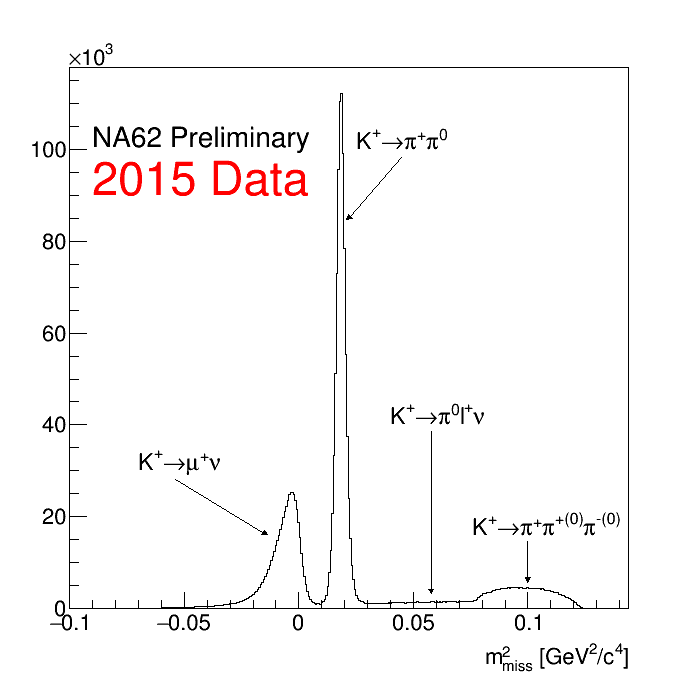 ×10³
NA62 Preliminary
2015 Data
K⁺→π⁺π⁰
100
80
60
40
20
0
K⁺→π⁰l⁺ν
K⁺→μ⁺ν
K⁺→π⁺π⁺⁽⁰⁾π⁻⁽⁰⁾
−0.1 −0.05 0 0.05 0.1
m²miss [GeV²/c⁴]